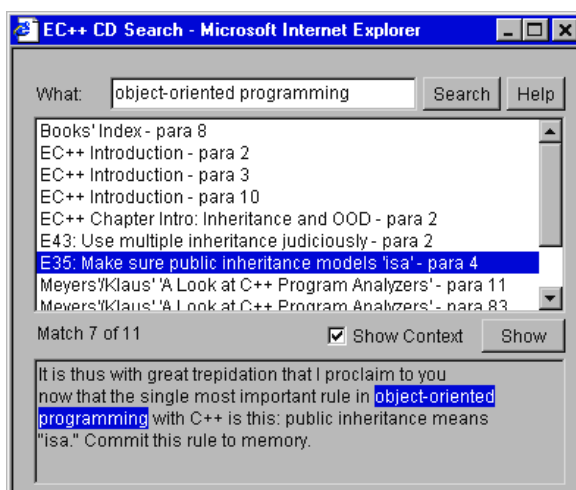 EC++ CD Search - Microsoft Internet Explorer
What: object-oriented programming Search Help
Books' Index - para 8
EC++ Introduction - para 2
EC++ Introduction - para 3
EC++ Introduction - para 10
EC++ Chapter Intro: Inheritance and OOD - para 2
E43: Use multiple inheritance judiciously - para 2
E35: Make sure public inheritance models 'isa' - para 4
Meyers'/Klaus' 'A Look at C++ Program Analyzers' - para 11
Meyers'/Klaus' 'A Look at C++ Program Analyzers' - para 83
Match 7 of 11 Show Context Show
It is thus with great trepidation that I proclaim to you
now that the single most important rule in object-oriented
programming with C++ is this: public inheritance means
"isa." Commit this rule to memory.